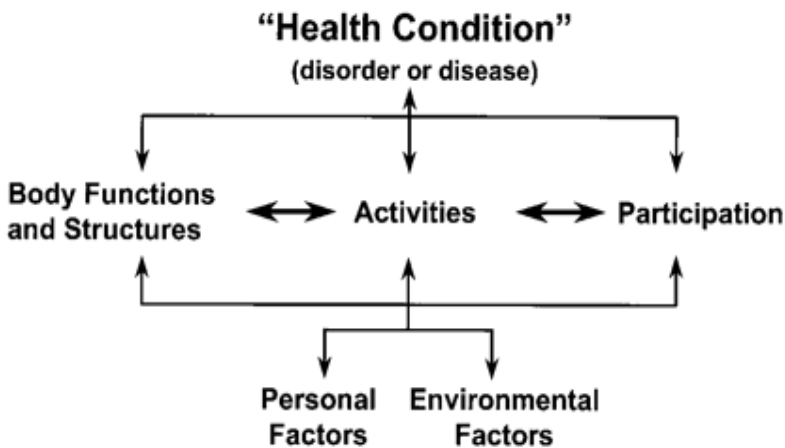 “Health Condition”
(disorder or disease)
Body Functions
and Structures
Activities
Participation
Personal
Factors
Environmental
Factors